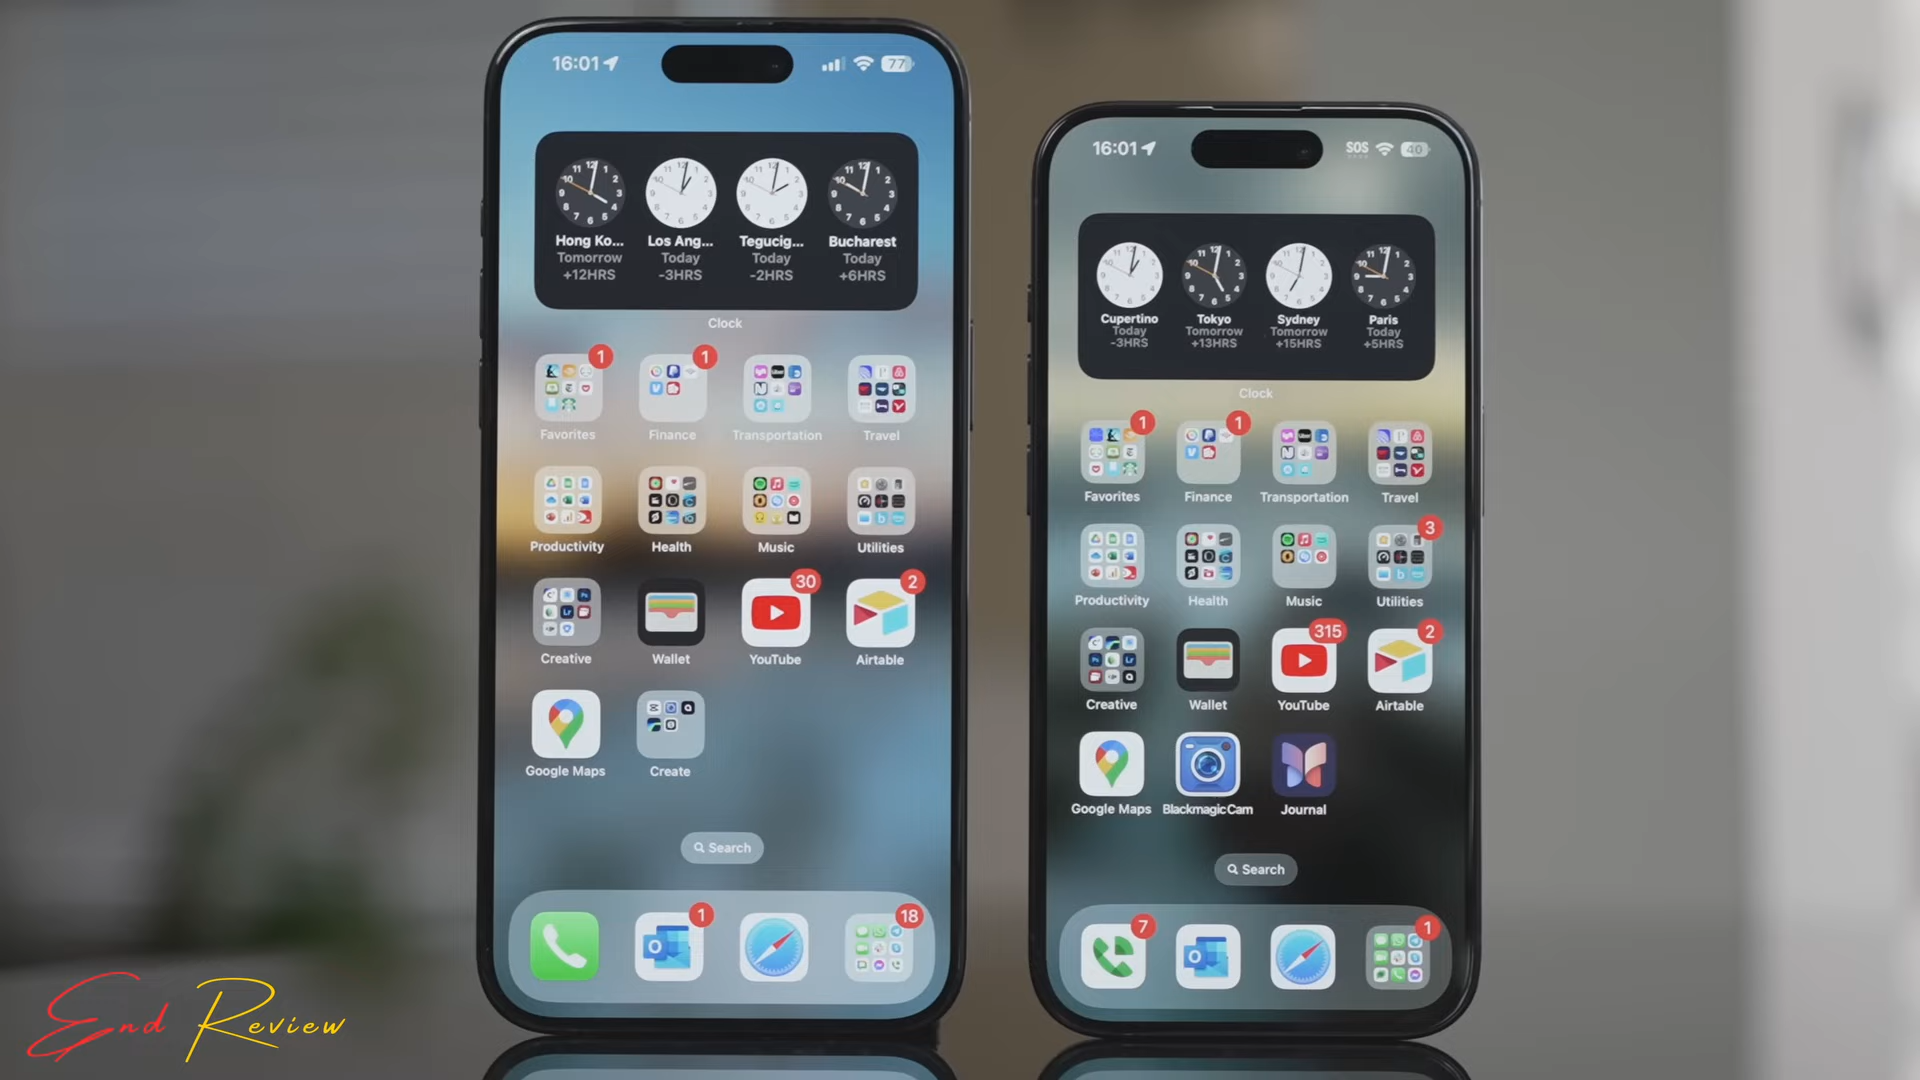 16:01
77
Hong Ko...
Los Ang...
Tegucig...
Bucharest
Tomorrow
Today
Today
Today
+12HRS
-3HRS
-2HRS
+6HRS
Clock
1
1
Favorites
Finance
Transportation
Travel
Productivity
Health
Music
Utilities
30
2
Creative
Wallet
YouTube
Airtable
Google Maps
Create
Search
1
18
16:01
SOS
40
Cupertino
Tokyo
Sydney
Paris
Today
Tomorrow
Tomorrow
Today
-3HRS
+13HRS
+15HRS
+5HRS
Clock
1
1
Favorites
Finance
Transportation
Travel
3
Productivity
Health
Music
Utilities
315
2
Creative
Wallet
YouTube
Airtable
Google Maps
BlackmagicCam
Journal
Search
7
1
End Review